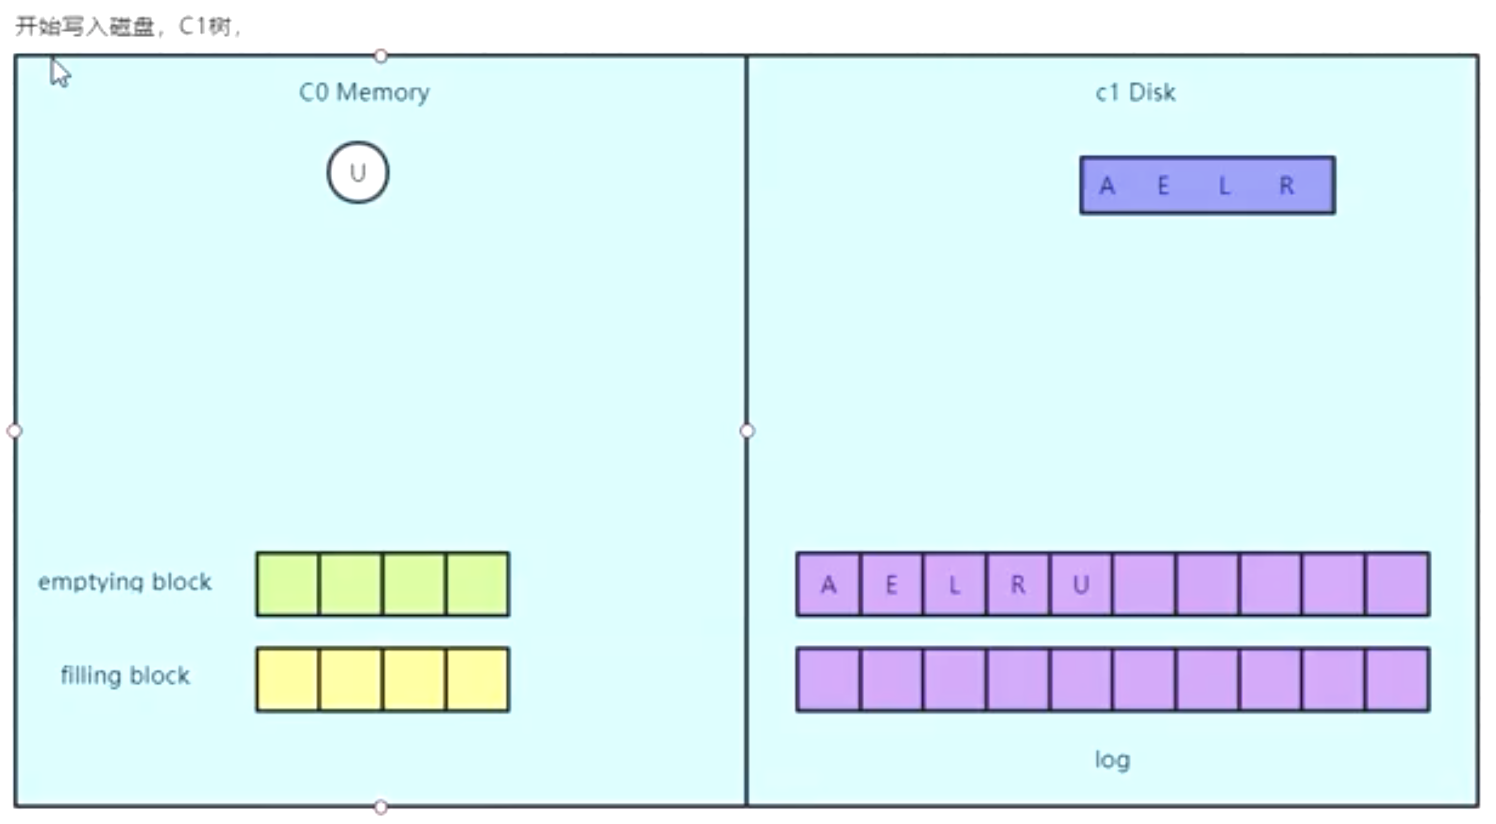 开始写入磁盘，C1树，
C0 Memory
U
emptying block
filling block
c1 Disk
A E L R
A E L R U
log